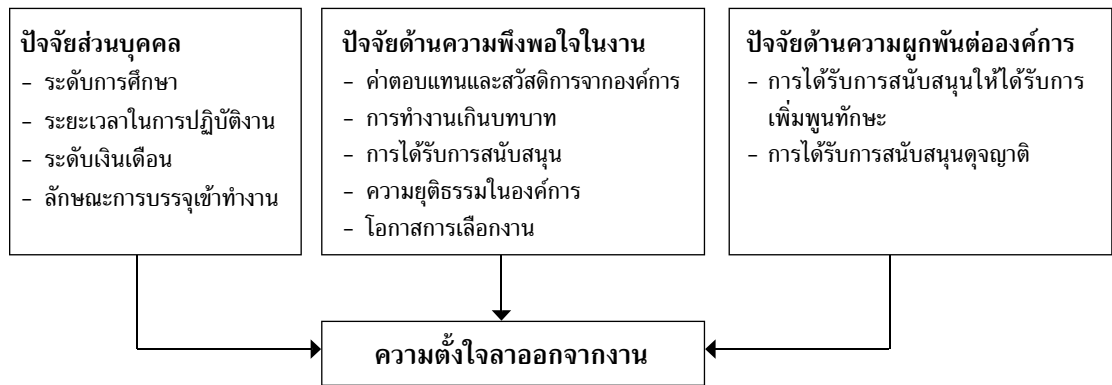 ปัจจัยส่วนบุคคล
– ระดับการศึกษา
– ระยะเวลาในการปฏิบัติงาน
– ระดับเงินเดือน
– ลักษณะการบรรจุเข้าทำงาน
ปัจจัยด้านความพึงพอใจในงาน
– ค่าตอบแทนและสวัสดิการจากองค์การ
– การทำงานเกินบทบาท
– การได้รับการสนับสนุน
– ความยุติธรรมในองค์การ
– โอกาสการเลือกงาน
ปัจจัยด้านความผูกพันต่อองค์การ
– การได้รับการสนับสนุนให้ได้รับการ
เพิ่มพูนทักษะ
– การได้รับการสนับสนุนดุจญาติ
ความตั้งใจลาออกจากงาน